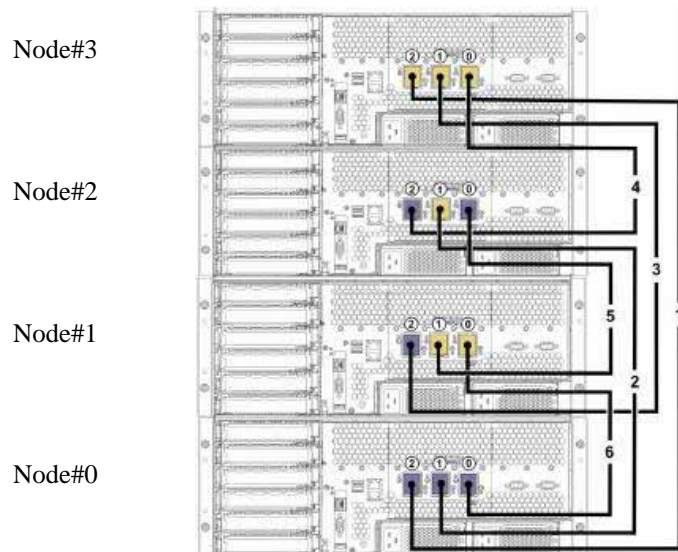 Node#3
② ① ⓪
Node#2
② ① ⓪
4
3
5
1
Node#1
② ① ⓪
2
6
Node#0
② ① ⓪